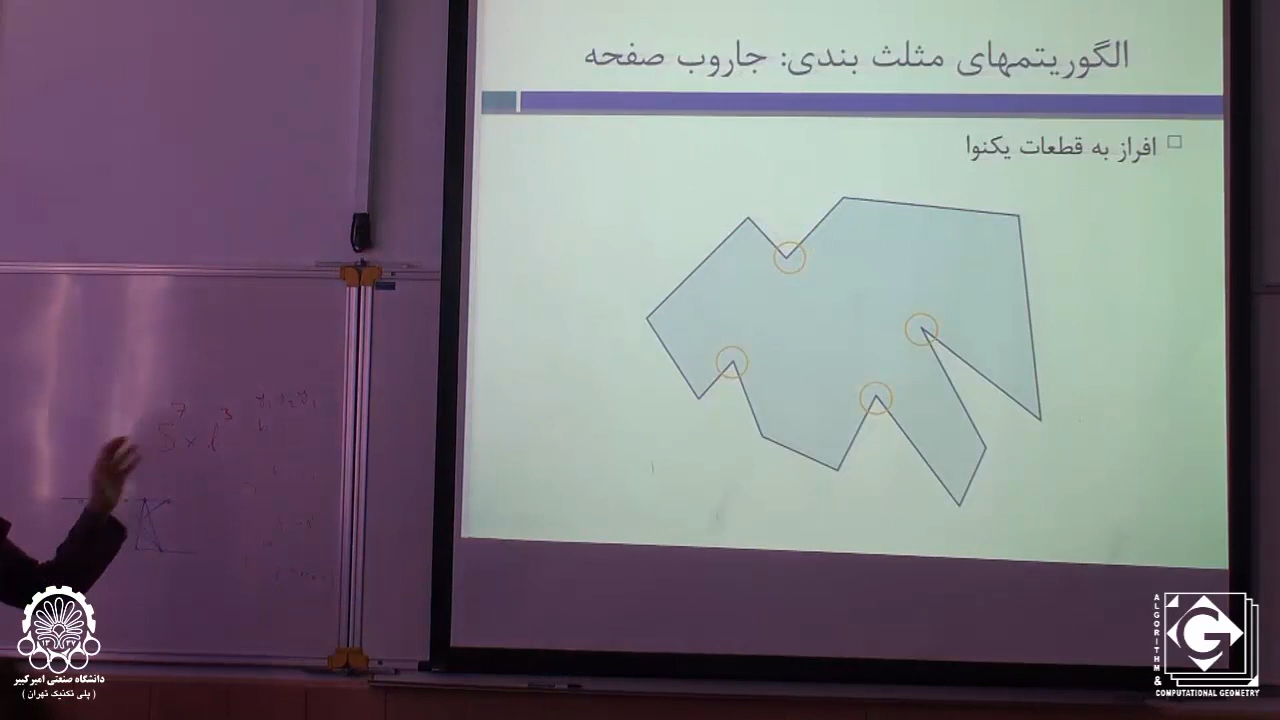 الگوریتمهای مثلث بندی: جاروب صفحه
افراز به قطعات یکنوا
دانشگاه صنعتی امیرکبیر
( پلی تکنیک تهران )
ALGORITHM &
COMPUTATIONAL GEOMETRY